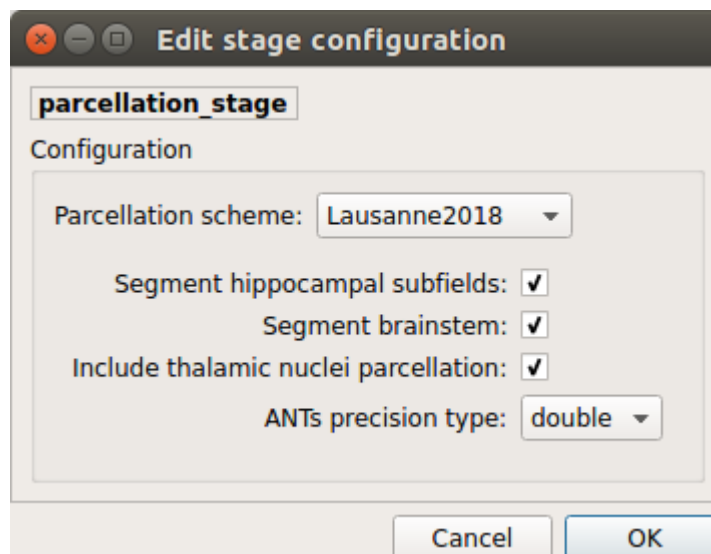 Edit stage configuration
parcellation_stage
Configuration
Parcellation scheme: Lausanne2018
Segment hippocampal subfields:
Segment brainstem:
Include thalamic nuclei parcellation:
ANTs precision type: double
Cancel OK